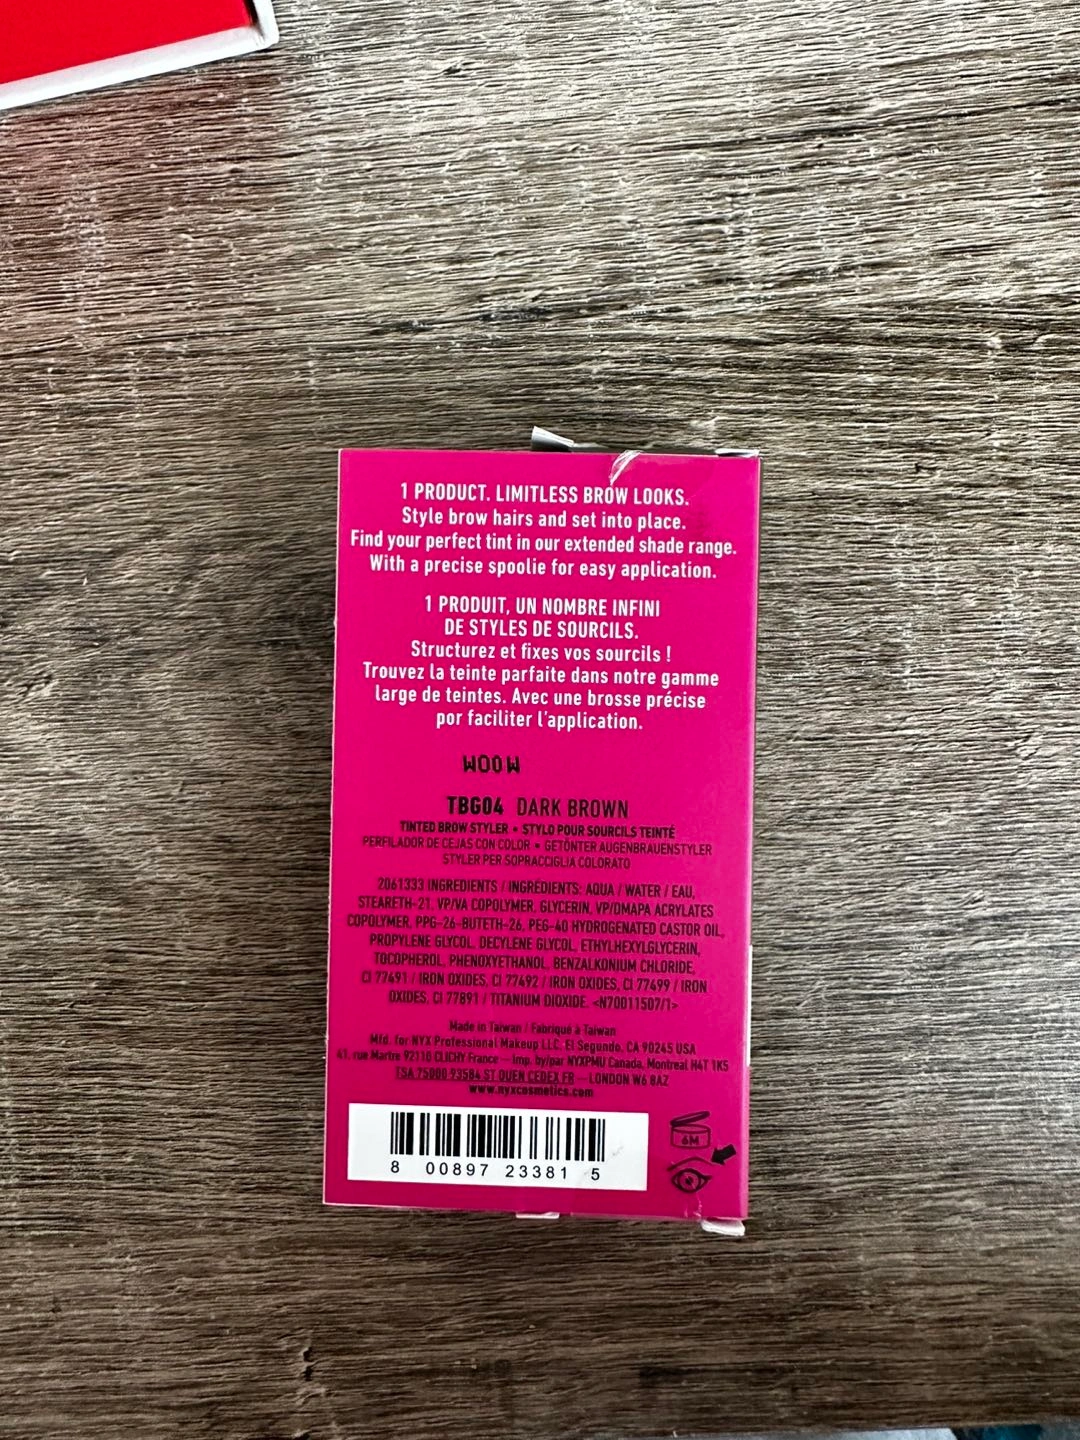 1 PRODUCT. LIMITLESS BROW LOOKS.
Style brow hairs and set into place.
Find your perfect tint in our extended shade range.
With a precise spoolie for easy application.
1 PRODUIT, UN NOMBRE INFINI
DE STYLES DE SOURCILS.
Structurez et fixes vos sourcils !
Trouvez la teinte parfaite dans notre gamme
large de teintes. Avec une brosse précise
por faciliter l'application.
WOOW
TBG04 DARK BROWN
TINTED BROW STYLER • STYLO POUR SOURCILS TEINTÉ
PERFILADOR DE CEJAS CON COLOR • GETÖNTER AUGENBRAUENSTYLER
STYLER PER SOPRACCIGLIA COLORATO
2061333 INGREDIENTS / INGRÉDIENTS: AQUA / WATER / EAU,
STEARETH-21, VP/VA COPOLYMER, GLYCERIN, VP/DMAPA ACRYLATES
COPOLYMER, PPG-26-BUTETH-26, PEG-40 HYDROGENATED CASTOR OIL,
PROPYLENE GLYCOL, DECYLENE GLYCOL, ETHYLHEXYLGLYCERIN,
TOCOPHEROL, PHENOXYETHANOL, BENZALKONIUM CHLORIDE,
CI 77491 / IRON OXIDES, CI 77492 / IRON OXIDES, CI 77499 / IRON
OXIDES, CI 77891 / TITANIUM DIOXIDE. <N70011507/1>
Made in Taiwan / Fabriqué à Taiwan
Mfd. for NYX Professional Makeup LLC. El Segundo, CA 90245 USA
41, rue Martre 92110 CLICHY France — Imp. by/par NYXPMU Canada, Montreal H4T 1K5
TSA 75000 93584 ST OUEN CEDEX FR — LONDON W6 8AZ
www.nyxcosmetics.com
8 00897 23381 5
6M